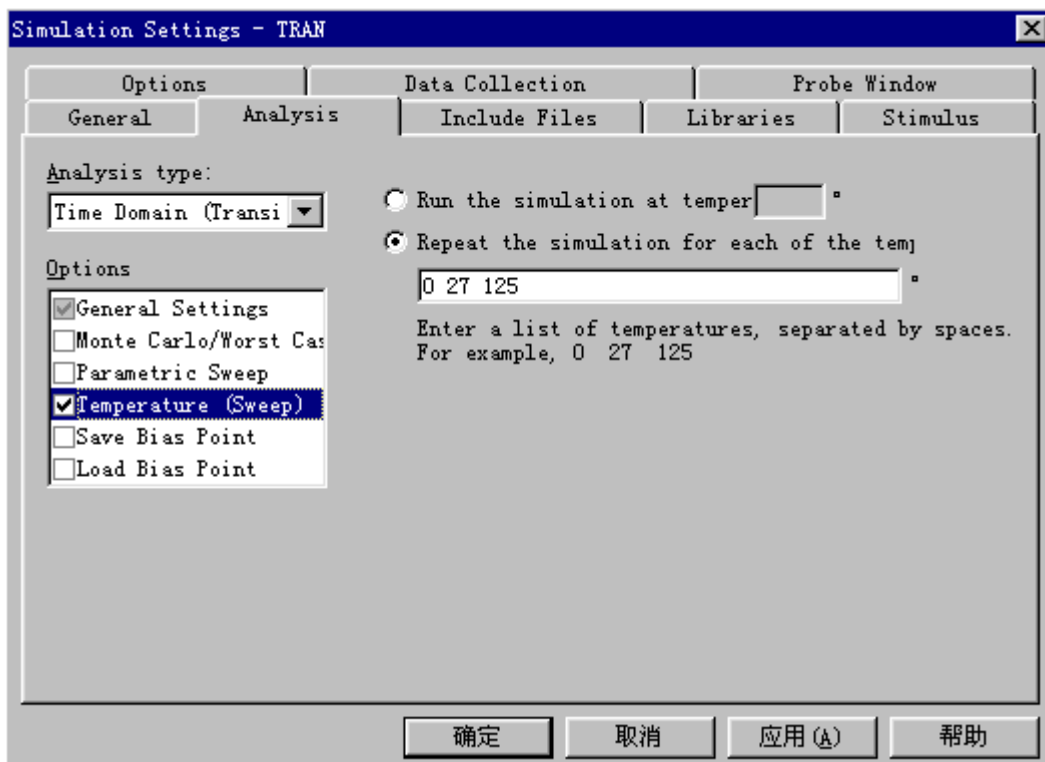 Simulation Settings - TRAN
Options Data Collection Probe Window
General Analysis Include Files Libraries Stimulus
Analysis type:
Time Domain (Transi
Run the simulation at temper °
Repeat the simulation for each of the temp
Options
0 27 125 °
General Settings
Monte Carlo/Worst Cas
Parametric Sweep
Temperature (Sweep)
Save Bias Point
Load Bias Point
Enter a list of temperatures, separated by spaces.
For example, 0 27 125
确定 取消 应用(A) 帮助